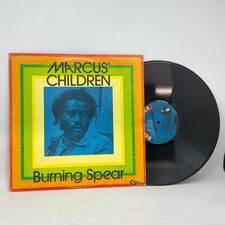 MARCUS'
CHILDREN
Burning Spear